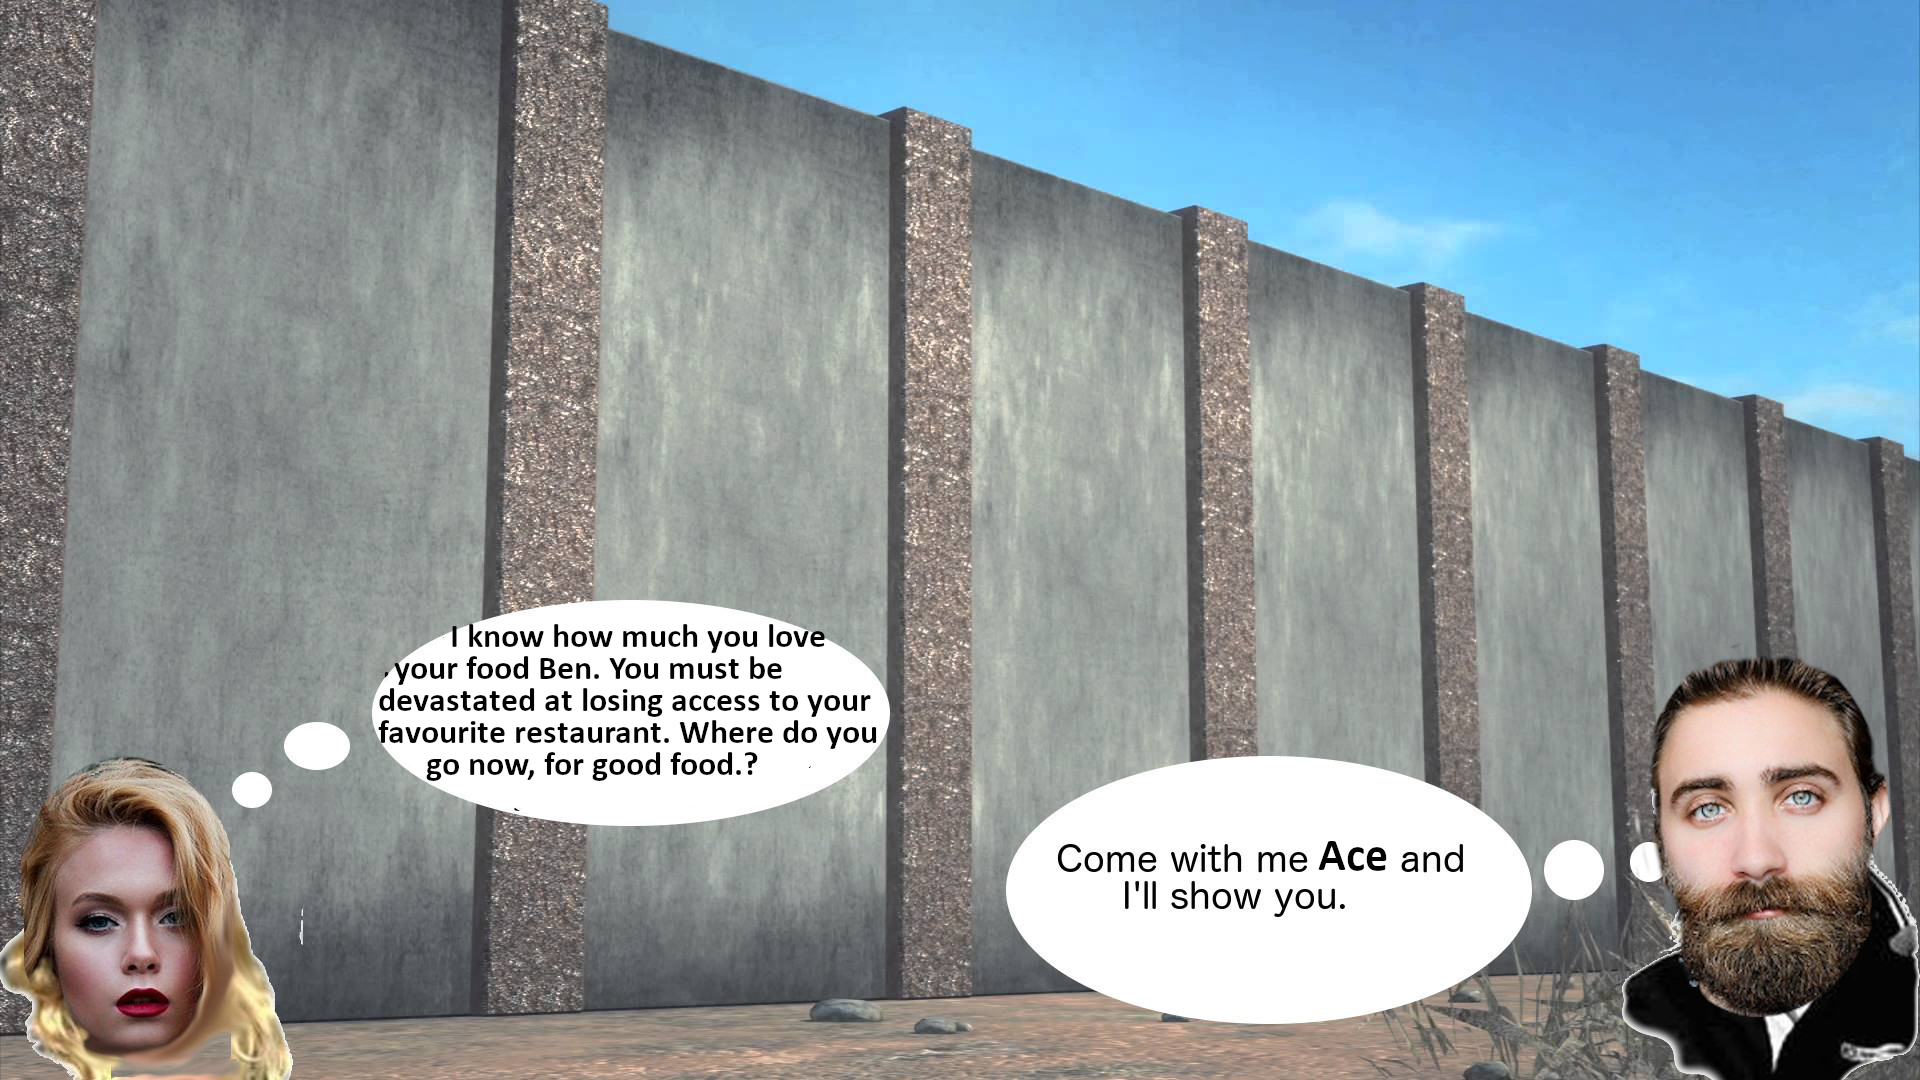 I know how much you love
your food Ben. You must be
devastated at losing access to your
favourite restaurant. Where do you
go now, for good food.?
Come with me Ace and
I'll show you.